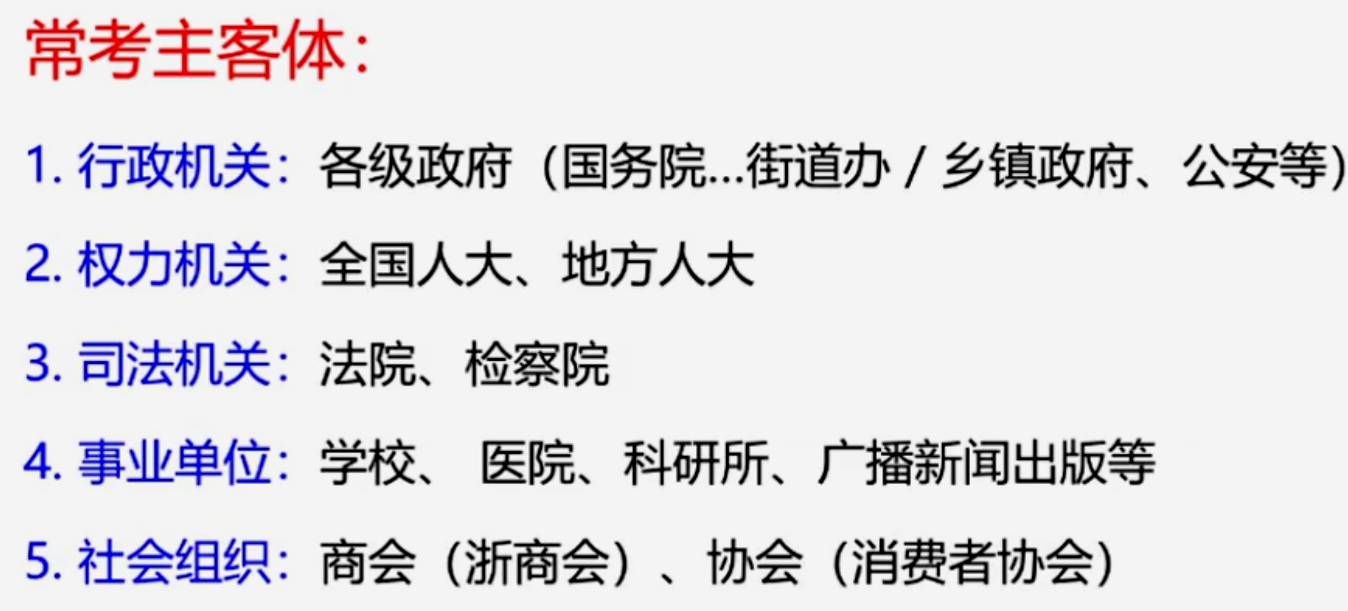 常考主客体：
1. 行政机关：各级政府（国务院...街道办 / 乡镇政府、公安等）
2. 权力机关：全国人大、地方人大
3. 司法机关：法院、检察院
4. 事业单位：学校、 医院、科研所、广播新闻出版等
5. 社会组织：商会（浙商会）、协会（消费者协会）